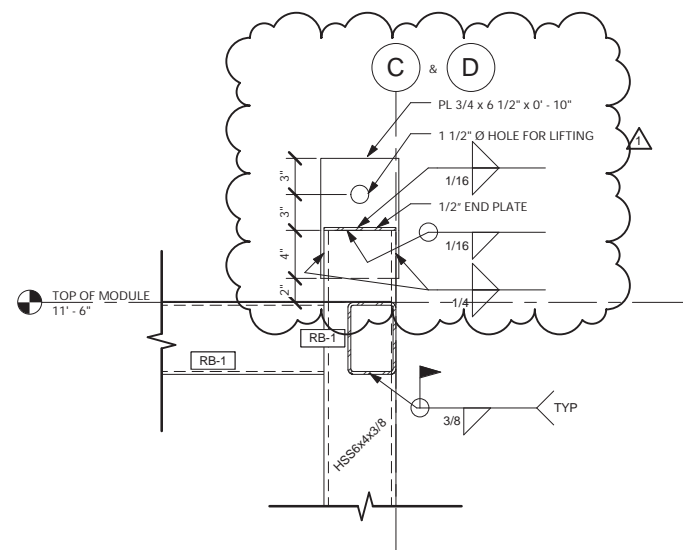 C & D
PL 3/4 x 6 1/2" x 0' - 10"
1 1/2" Ø HOLE FOR LIFTING
1
3"
1/16
3"
1/2" END PLATE
1/16
4"
2"
1/4
TOP OF MODULE
11' - 6"
RB-1
RB-1
3/8
TYP
HSS6x4x3/8